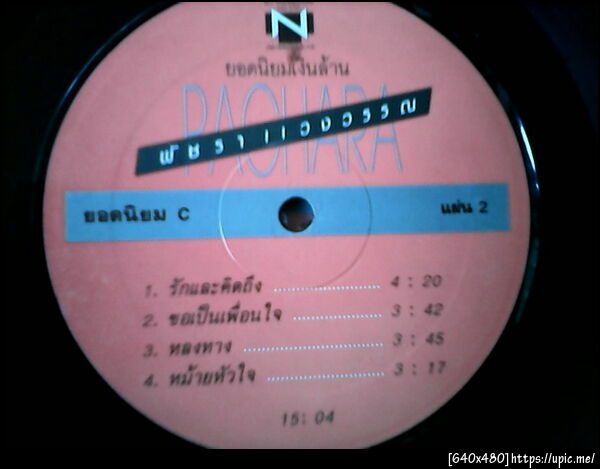 N
ยอดนิยมเงินล้าน
PACHARA
พัชรา แวงวรรณ
ยอดนิยม C
แผ่น 2
1. รักและคิดถึง 4 : 20
2. ขอเป็นเพื่อนใจ 3 : 42
3. หลงทาง 3 : 45
4. หม้ายหัวใจ 3 : 17
15: 04
[640x480]https://upic.me/